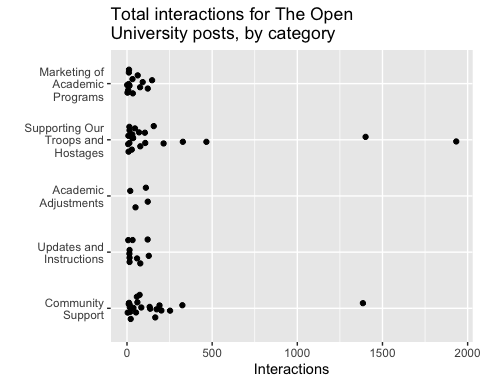 Total interactions for The Open
University posts, by category
Marketing of
Academic
Programs
Supporting Our
Troops and
Hostages
Academic
Adjustments
Updates and
Instructions
Community
Support
0
500
1000
1500
2000
Interactions